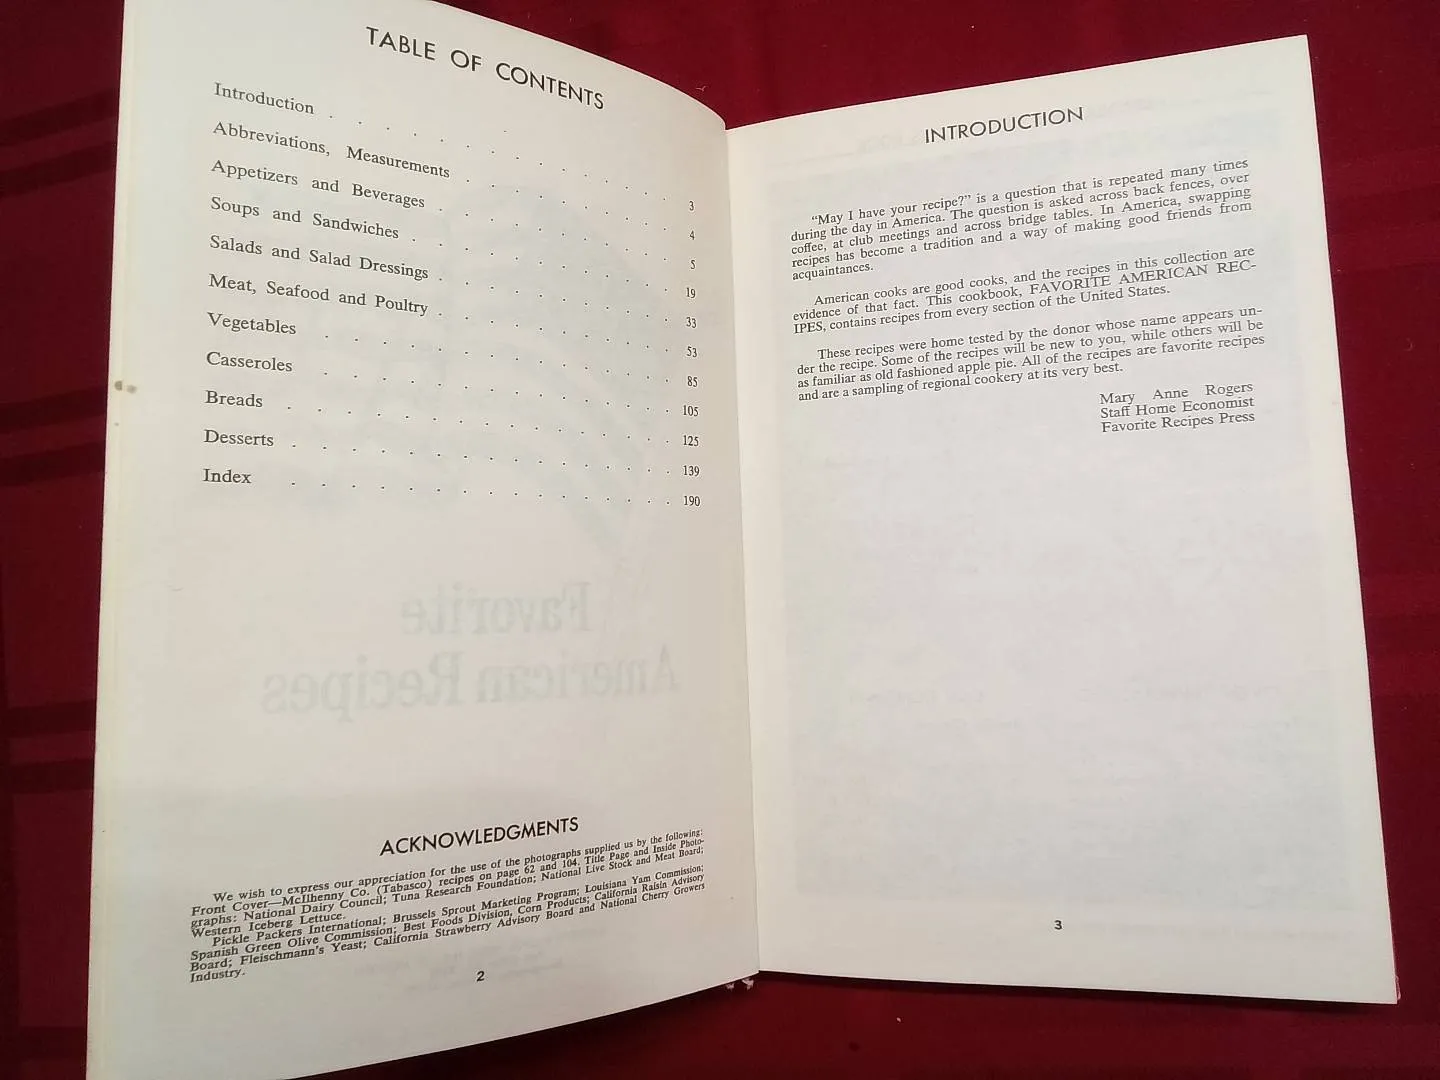 TABLE OF CONTENTS
Introduction . . . . . . . . . . . . . 3
Abbreviations, Measurements . . . . . . . . . 4
Appetizers and Beverages . . . . . . . . . . 5
Soups and Sandwiches . . . . . . . . . . . 19
Salads and Salad Dressings . . . . . . . . . . 33
Meat, Seafood and Poultry . . . . . . . . . . 53
Vegetables . . . . . . . . . . . . . 85
Casseroles . . . . . . . . . . . . . 105
Breads . . . . . . . . . . . . . . 125
Desserts . . . . . . . . . . . . . . 139
Index . . . . . . . . . . . . . . 190
Favorite
American Recipes
ACKNOWLEDGMENTS
We wish to express our appreciation for the use of the photographs supplied us by the following:
Front Cover—McIlhenny Co. (Tabasco) recipes on page 62 and 104. Title Page and Inside Photo-
graphs: National Dairy Council; Tuna Research Foundation; National Live Stock and Meat Board;
Western Iceberg Lettuce.
Pickle Packers International; Brussels Sprout Marketing Program; Louisiana Yam Commission;
Spanish Green Olive Commission; Best Foods Division, Corn Products; California Raisin Advisory
Board; Fleischmann's Yeast; California Strawberry Advisory Board and National Cherry Growers
Industry.
2
INTRODUCTION
"May I have your recipe?" is a question that is repeated many times
during the day in America. The question is asked across back fences, over
coffee, at club meetings and across bridge tables. In America, swapping
recipes has become a tradition and a way of making good friends from
acquaintances.
American cooks are good cooks, and the recipes in this collection are
evidence of that fact. This cookbook, FAVORITE AMERICAN REC-
IPES, contains recipes from every section of the United States.
These recipes were home tested by the donor whose name appears un-
der the recipe. Some of the recipes will be new to you, while others will be
as familiar as old fashioned apple pie. All of the recipes are favorite recipes
and are a sampling of regional cookery at its very best.
Mary Anne Rogers
Staff Home Economist
Favorite Recipes Press
3